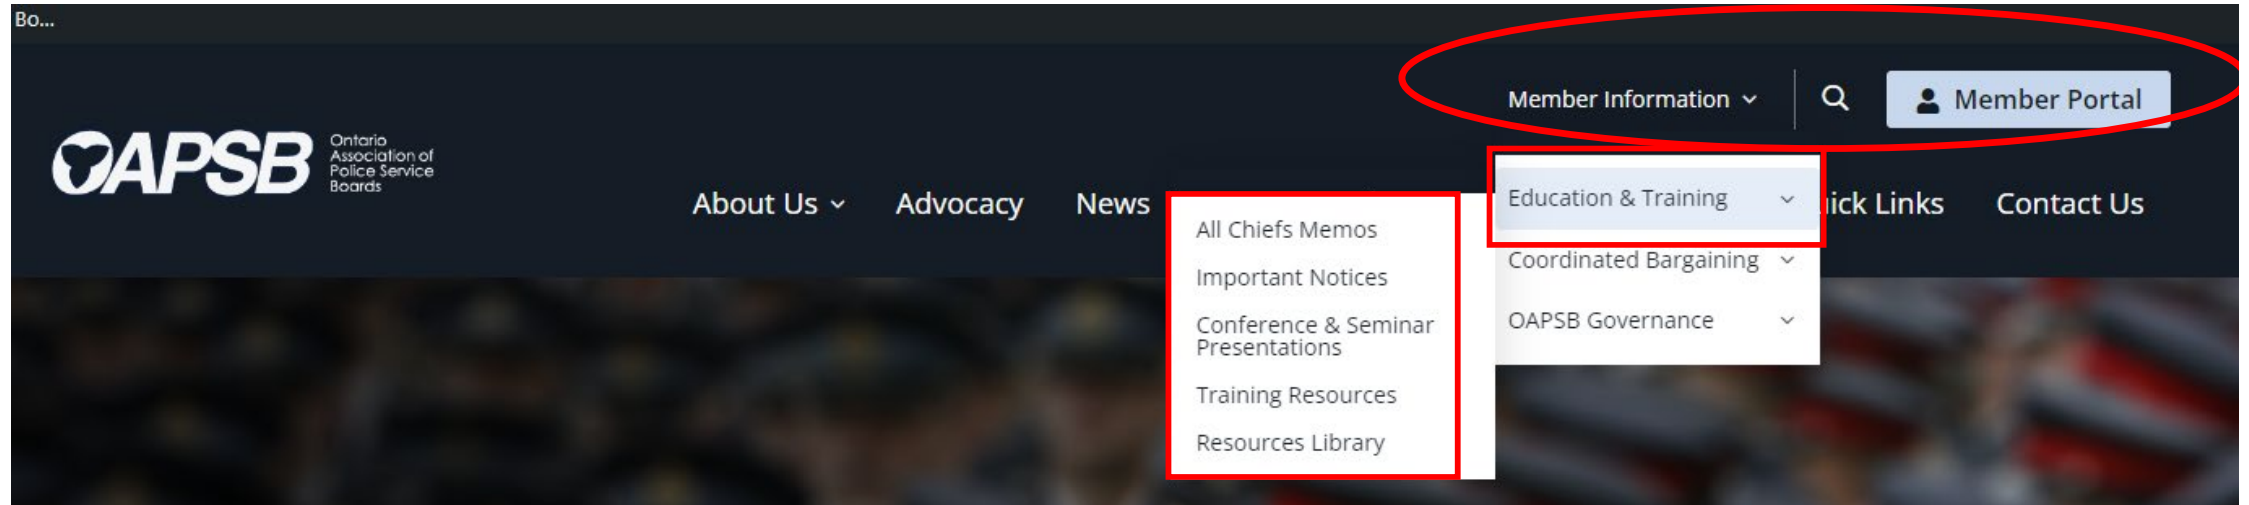 Bo...
Member Information
Member Portal
OAPSB
Ontario
Association of
Police Service
Boards
About Us
Advocacy
News
ick Links
Contact Us
Education & Training
Coordinated Bargaining
OAPSB Governance
All Chiefs Memos
Important Notices
Conference & Seminar
Presentations
Training Resources
Resources Library